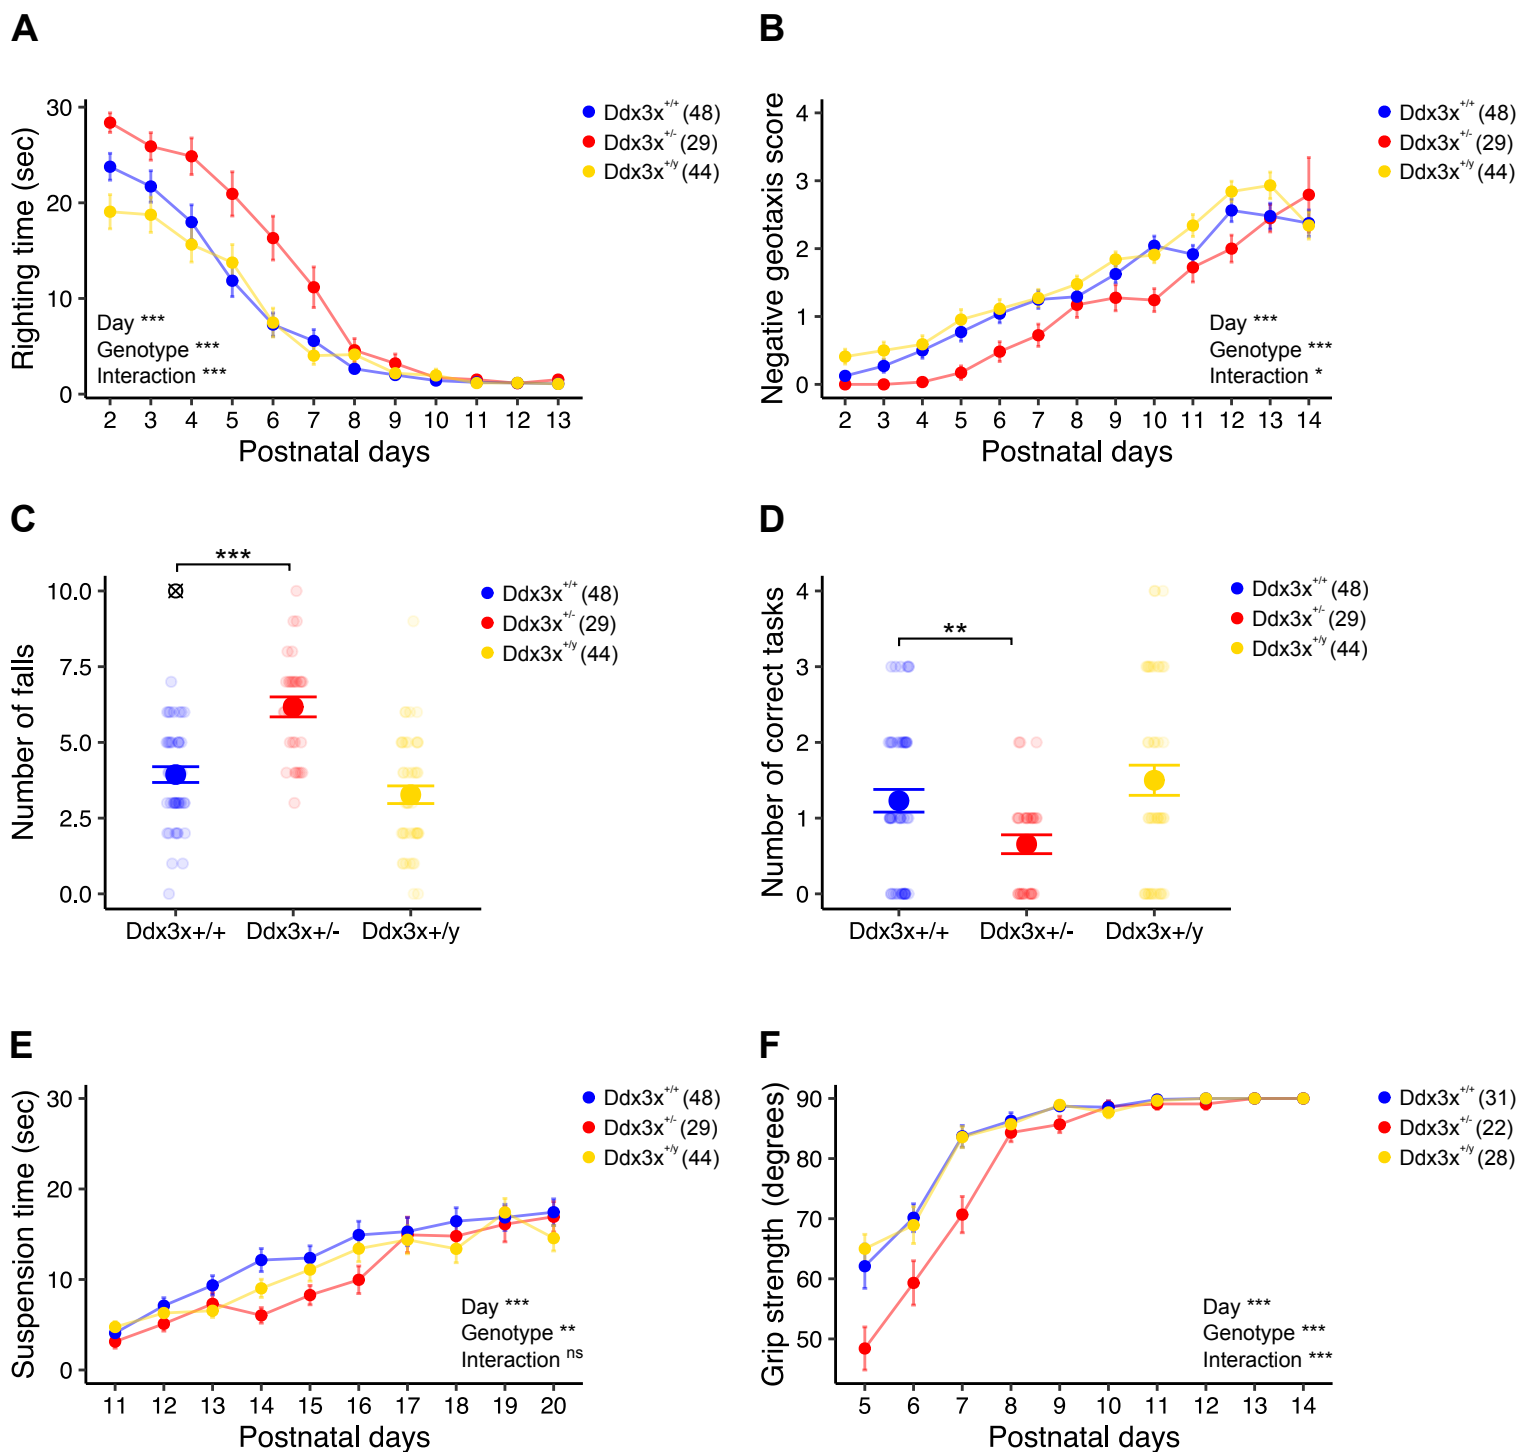 A
Righting time (sec)
30
20
10
0
2 3 4 5 6 7 8 9 10 11 12 13
Postnatal days
Day ***
Genotype ***
Interaction ***
Ddx3x+/+ (48)
Ddx3x+/- (29)
Ddx3x+/y (44)
B
Negative geotaxis score
4
3
2
1
0
2 3 4 5 6 7 8 9 10 11 12 13 14
Postnatal days
Day ***
Genotype ***
Interaction *
Ddx3x+/+ (48)
Ddx3x+/- (29)
Ddx3x+/y (44)
C
Number of falls
10.0
7.5
5.0
2.5
0.0
***
Ddx3x+/+ Ddx3x+/- Ddx3x+/y
Ddx3x+/+ (48)
Ddx3x+/- (29)
Ddx3x+/y (44)
D
Number of correct tasks
4
3
2
1
0
**
Ddx3x+/+ Ddx3x+/- Ddx3x+/y
Ddx3x+/+ (48)
Ddx3x+/- (29)
Ddx3x+/y (44)
E
Suspension time (sec)
30
20
10
0
11 12 13 14 15 16 17 18 19 20
Postnatal days
Day ***
Genotype **
Interaction ns
Ddx3x+/+ (48)
Ddx3x+/- (29)
Ddx3x+/y (44)
F
Grip strength (degrees)
90
80
70
60
50
5 6 7 8 9 10 11 12 13 14
Postnatal days
Day ***
Genotype ***
Interaction ***
Ddx3x+/+ (31)
Ddx3x+/- (22)
Ddx3x+/y (28)